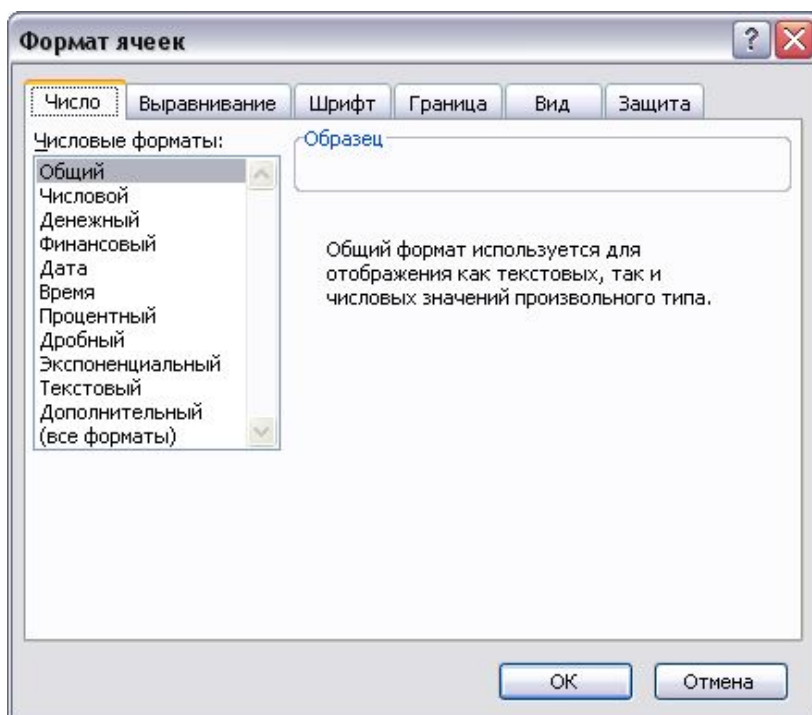 Формат ячеек
Число Выравнивание Шрифт Граница Вид Защита
Числовые форматы:
Образец
Общий
Числовой
Денежный
Финансовый
Дата
Время
Процентный
Дробный
Экспоненциальный
Текстовый
Дополнительный
(все форматы)
Общий формат используется для
отображения как текстовых, так и
числовых значений произвольного типа.
ОК Отмена